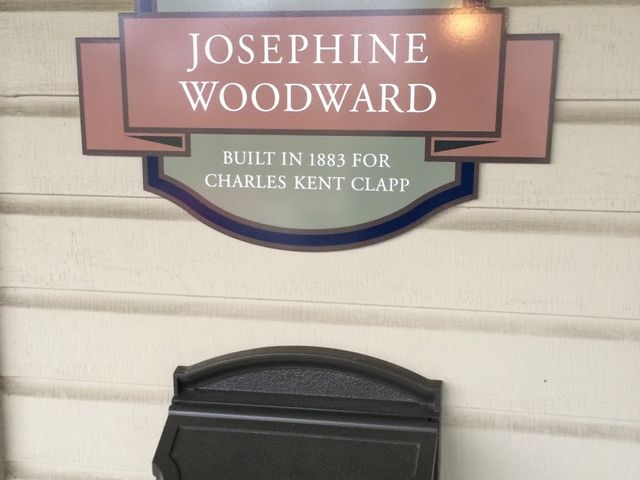 JOSEPHINE
WOODWARD
BUILT IN 1883 FOR
CHARLES KENT CLAPP